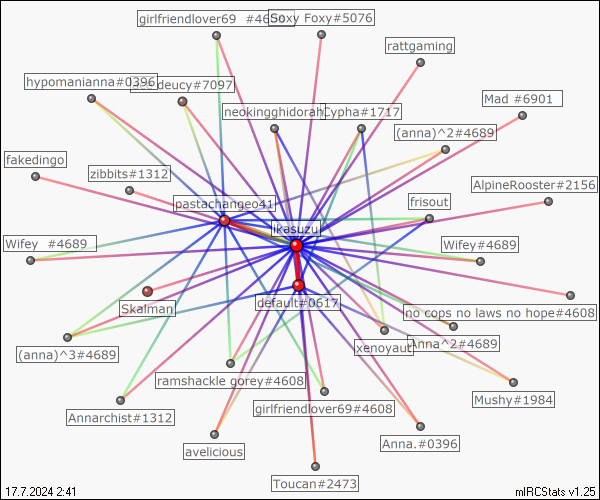 girlfriendlover69 #4608
Soxy Foxy#5076
rattgaming
hypomanianna#0396
deucy#7097
neokingghidorah
Cypha#1717
Mad #6901
(anna)^2#4689
fakedingo
zibbits#1312
AlpineRooster#2156
pastachangeo41
frisout
ikasuzu
Wifey #4689
Wifey#4689
Skalman
default#0617
no cops no laws no hope#4608
xenoyaut
Anna^2#4689
(anna)^3#4689
ramshackle gorey#4608
Mushy#1984
girlfriendlover69#4608
Annarchist#1312
Anna.#0396
avelicious
Toucan#2473
17.7.2024 2:41
mIRCStats v1.25